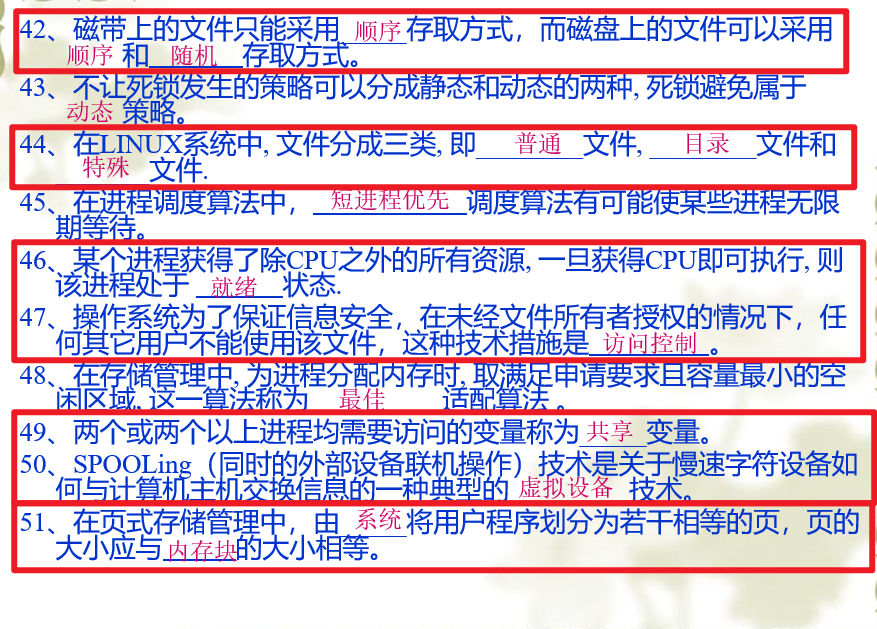 42、磁带上的文件只能采用 顺序 存取方式，而磁盘上的文件可以采用
顺序 和 随机 存取方式。
43、不让死锁发生的策略可以分成静态和动态的两种, 死锁避免属于
动态 策略。
44、在LINUX系统中, 文件分成三类, 即 普通 文件, 目录 文件和
特殊 文件.
45、在进程调度算法中， 短进程优先 调度算法有可能使某些进程无限
期等待。
46、某个进程获得了除CPU之外的所有资源, 一旦获得CPU即可执行, 则
该进程处于 就绪 状态.
47、操作系统为了保证信息安全，在未经文件所有者授权的情况下，任
何其它用户不能使用该文件，这种技术措施是 访问控制 。
48、在存储管理中, 为进程分配内存时, 取满足申请要求且容量最小的空
闲区域, 这一算法称为 最佳 适配算法 。
49、两个或两个以上进程均需要访问的变量称为 共享 变量。
50、SPOOLing（同时的外部设备联机操作）技术是关于慢速字符设备如
何与计算机主机交换信息的一种典型的 虚拟设备 技术。
51、在页式存储管理中，由 系统 将用户程序划分为若干相等的页，页的
大小应与 内存块 的大小相等。